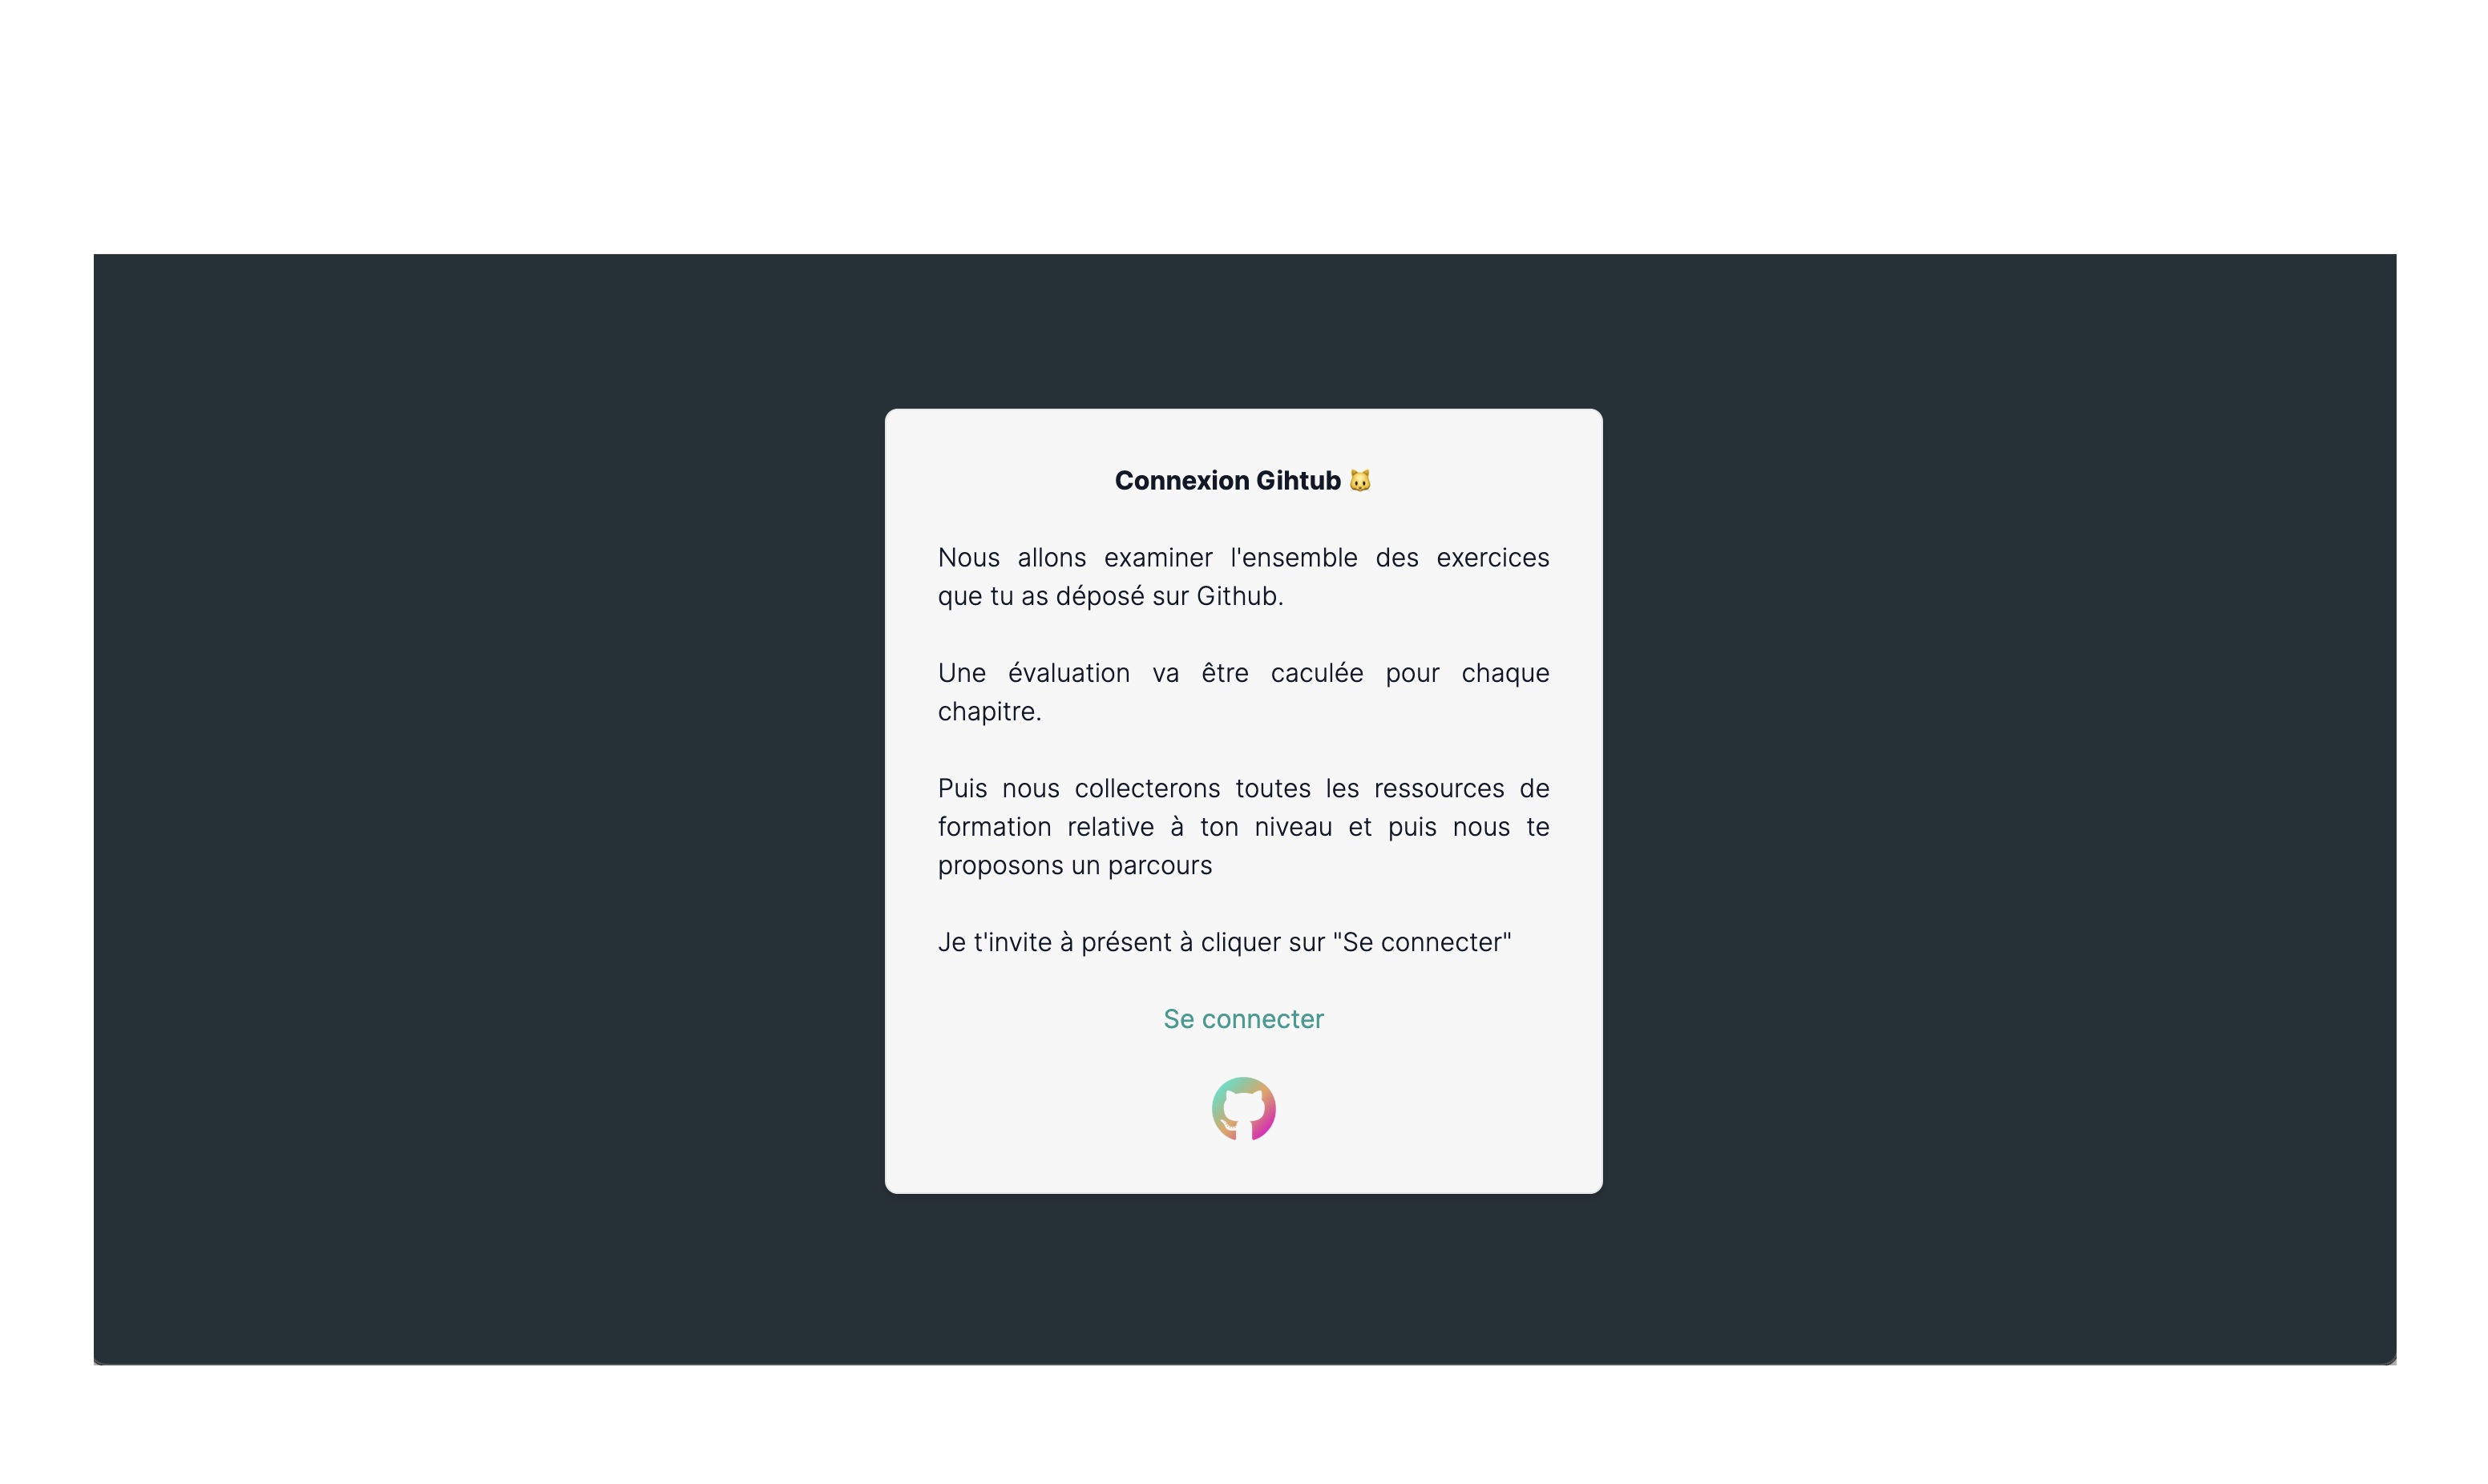 Connexion Gihtub 🐱
Nous allons examiner l'ensemble des exercices
que tu as déposé sur Github.
Une évaluation va être caculée pour chaque
chapitre.
Puis nous collecterons toutes les ressources de
formation relative à ton niveau et puis nous te
proposons un parcours
Je t'invite à présent à cliquer sur "Se connecter"
Se connecter